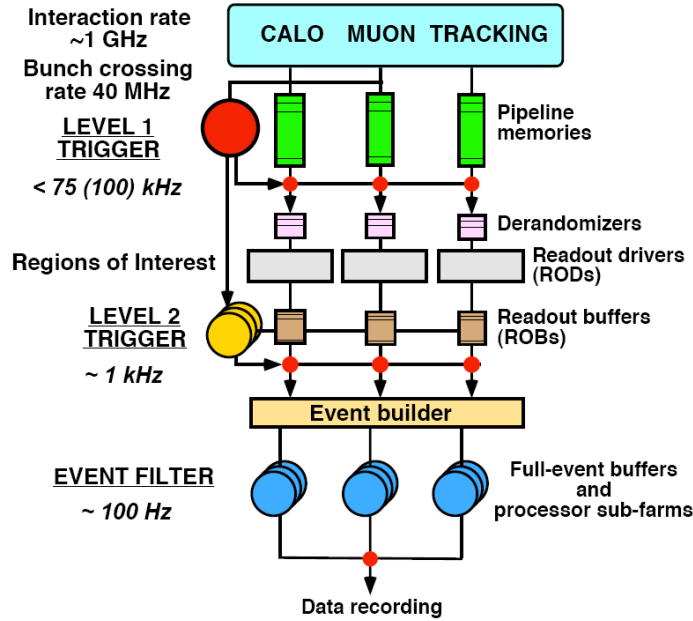 Interaction rate
~1 GHz
CALO MUON TRACKING
Bunch crossing
rate 40 MHz
Pipeline
memories
LEVEL 1
TRIGGER
< 75 (100) kHz
Derandomizers
Readout drivers
(RODs)
Regions of Interest
LEVEL 2
TRIGGER
Readout buffers
(ROBs)
~ 1 kHz
Event builder
EVENT FILTER
~ 100 Hz
Full-event buffers
and
processor sub-farms
Data recording